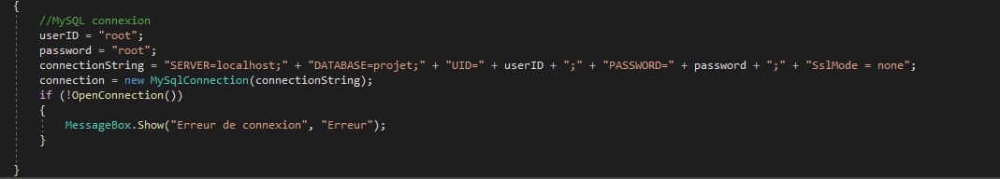 {
//MySQL connexion
userID = "root";
password = "root";
connectionString = "SERVER=localhost;" + "DATABASE=projet;" + "UID=" + userID + ";" + "PASSWORD=" + password + ";" + "SslMode = none";
connection = new MySqlConnection(connectionString);
if (!OpenConnection())
{
MessageBox.Show("Erreur de connexion", "Erreur");
}
}